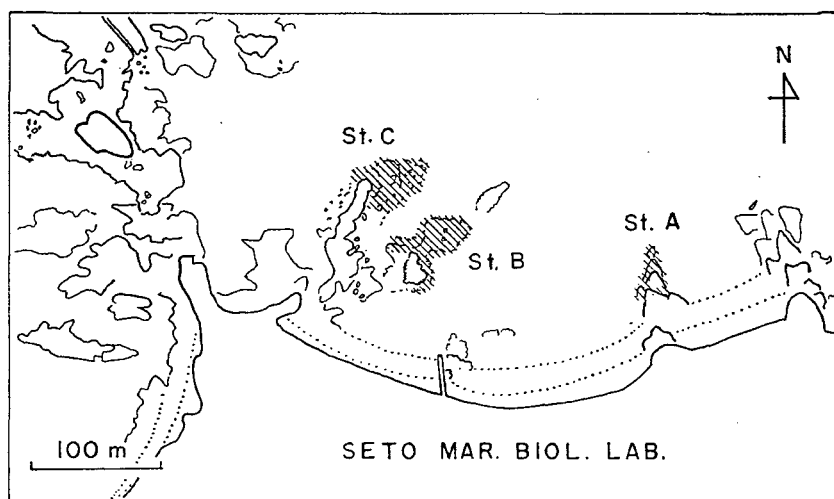 N
St. C
St. A
St. B
100 m
SETO MAR. BIOL. LAB.